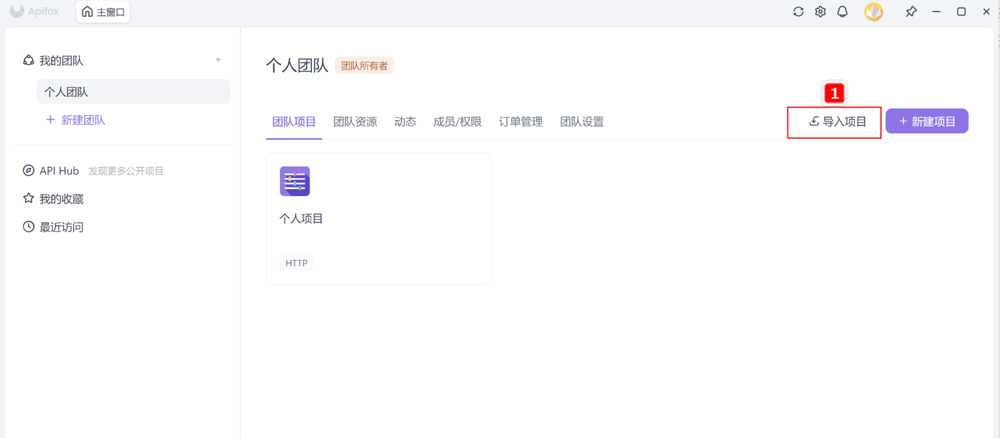 Apifox
主窗口
我的团队
个人团队
+ 新建团队
API Hub 发现更多公开项目
我的收藏
最近访问
个人团队 团队所有者
1
团队项目 团队资源 动态 成员/权限 订单管理 团队设置
导入项目
+ 新建项目
个人项目
HTTP